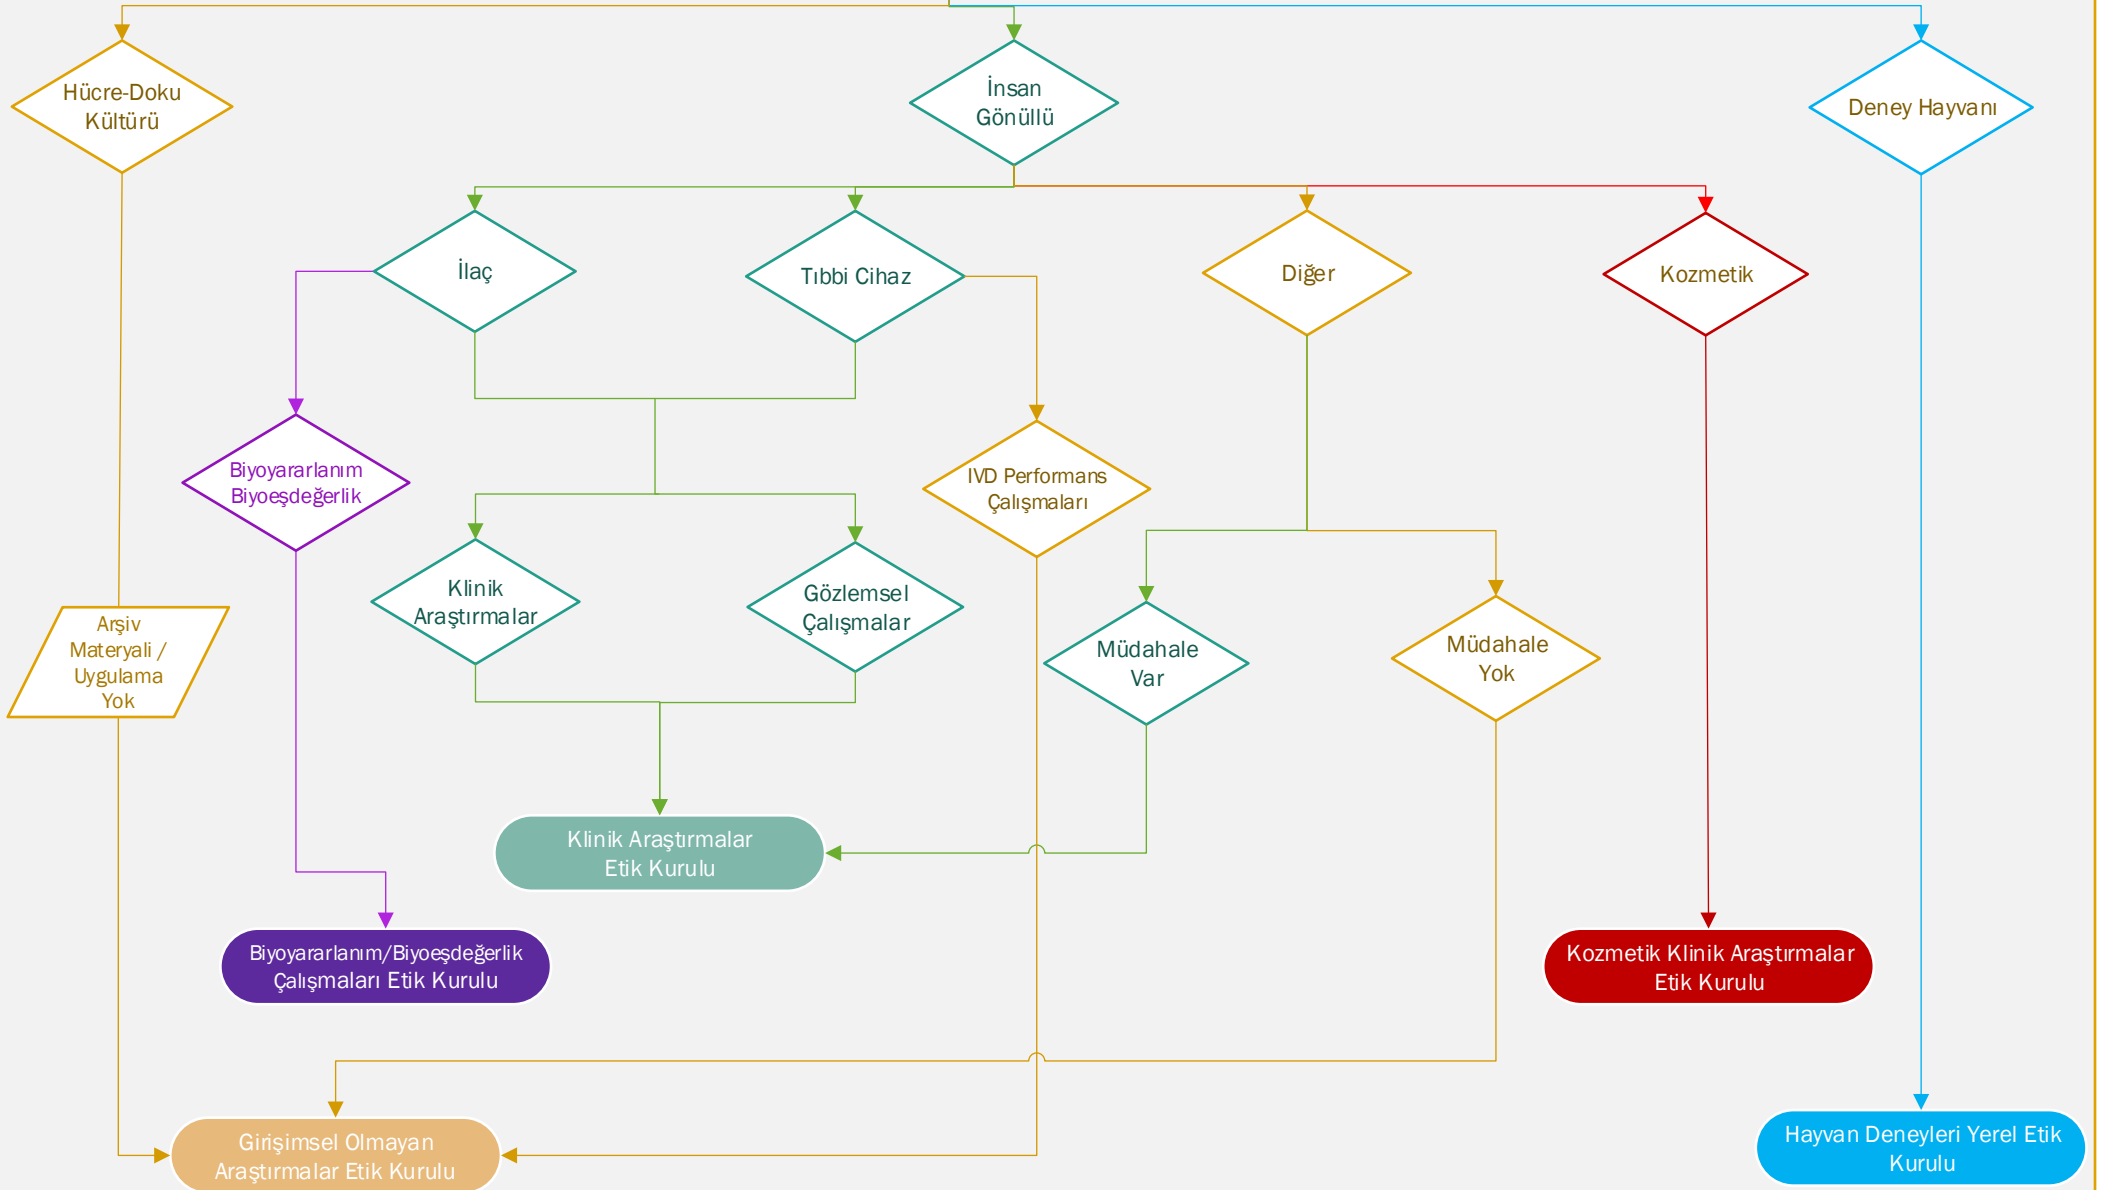 Hücre-Doku
Kültürü
İnsan
Gönüllü
Deney Hayvanı
İlaç
Tıbbi Cihaz
Diğer
Kozmetik
Biyoyararlanım
Biyoeşdeğerlik
IVD Performans
Çalışmaları
Klinik
Araştırmalar
Gözlemsel
Çalışmalar
Müdahale
Var
Müdahale
Yok
Arşiv
Materyali /
Uygulama
Yok
Klinik Araştırmalar
Etik Kurulu
Biyoyararlanım/Biyoeşdeğerlik
Çalışmaları Etik Kurulu
Kozmetik Klinik Araştırmalar
Etik Kurulu
Girişimsel Olmayan
Araştırmalar Etik Kurulu
Hayvan Deneyleri Yerel Etik
Kurulu